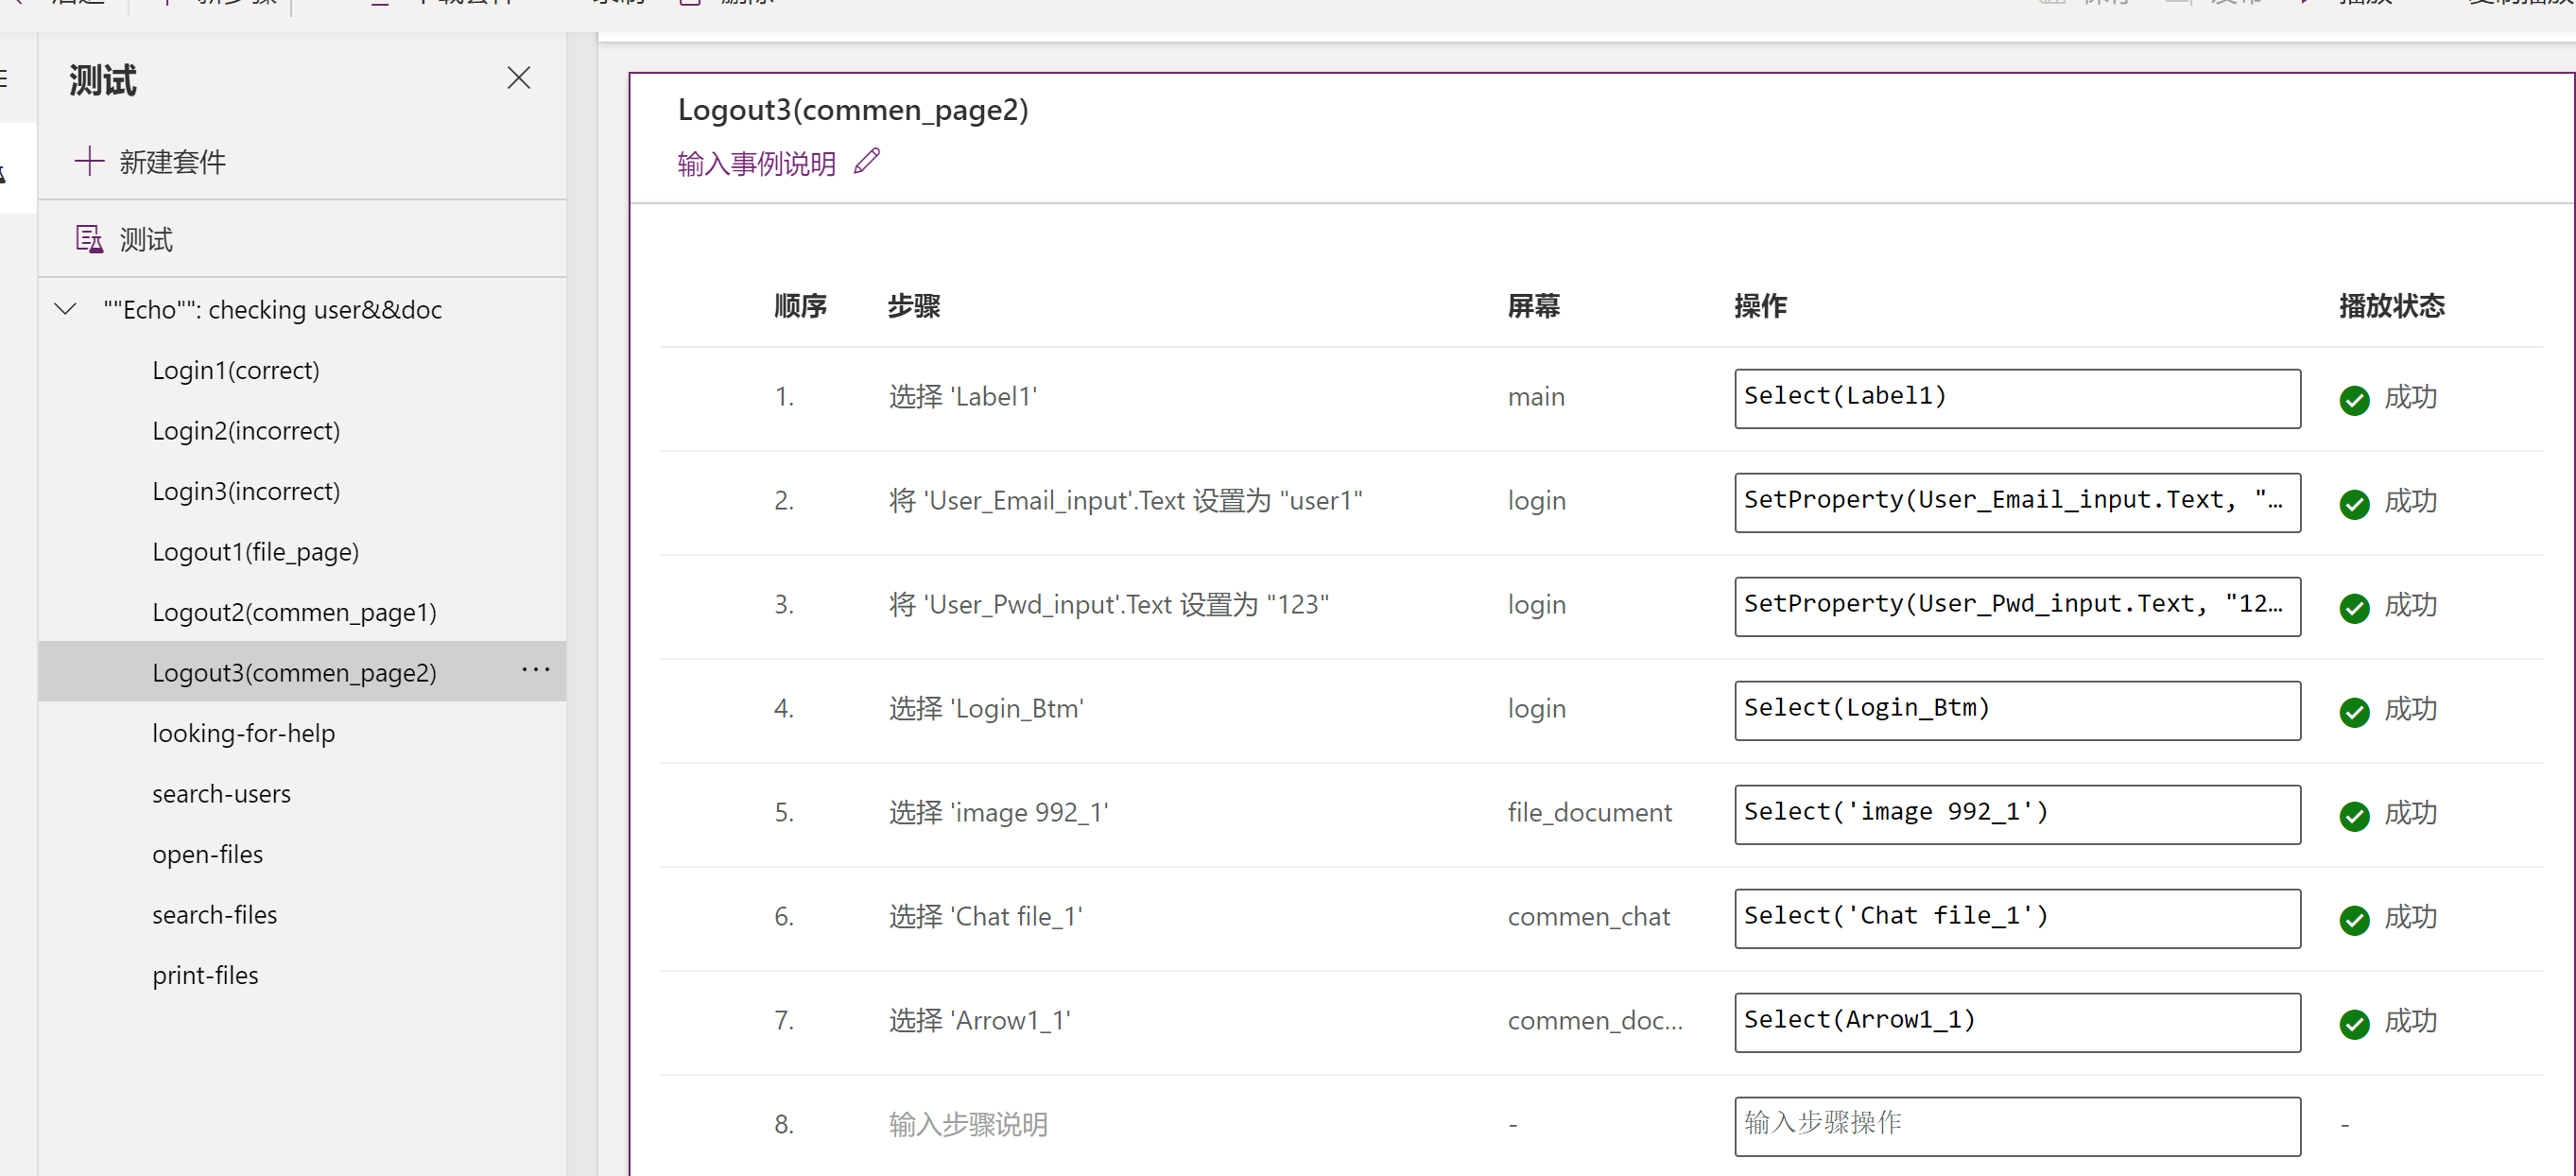 测试
新建套件
测试
""Echo"": checking user&&doc
Login1(correct)
Login2(incorrect)
Login3(incorrect)
Logout1(file_page)
Logout2(commen_page1)
Logout3(commen_page2) ...
looking-for-help
search-users
open-files
search-files
print-files
Logout3(commen_page2)
输入事例说明
顺序 步骤 屏幕 操作 播放状态
1. 选择 'Label1' main Select(Label1) 成功
2. 将 'User_Email_input'.Text 设置为 "user1" login SetProperty(User_Email_input.Text, "... 成功
3. 将 'User_Pwd_input'.Text 设置为 "123" login SetProperty(User_Pwd_input.Text, "12... 成功
4. 选择 'Login_Btm' login Select(Login_Btm) 成功
5. 选择 'image 992_1' file_document Select('image 992_1') 成功
6. 选择 'Chat file_1' commen_chat Select('Chat file_1') 成功
7. 选择 'Arrow1_1' commen_doc... Select(Arrow1_1) 成功
8. 输入步骤说明 - 输入步骤操作 -